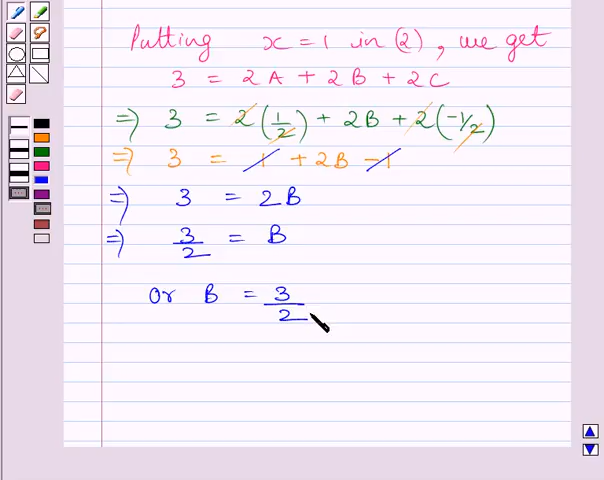 Putting x = 1 in (2), we get
3 = 2A + 2B + 2C
⇒ 3 = 2(1/2) + 2B + 2(-1/2)
⇒ 3 = 1 + 2B - 1
⇒ 3 = 2B
⇒ 3/2 = B
Or B = 3/2